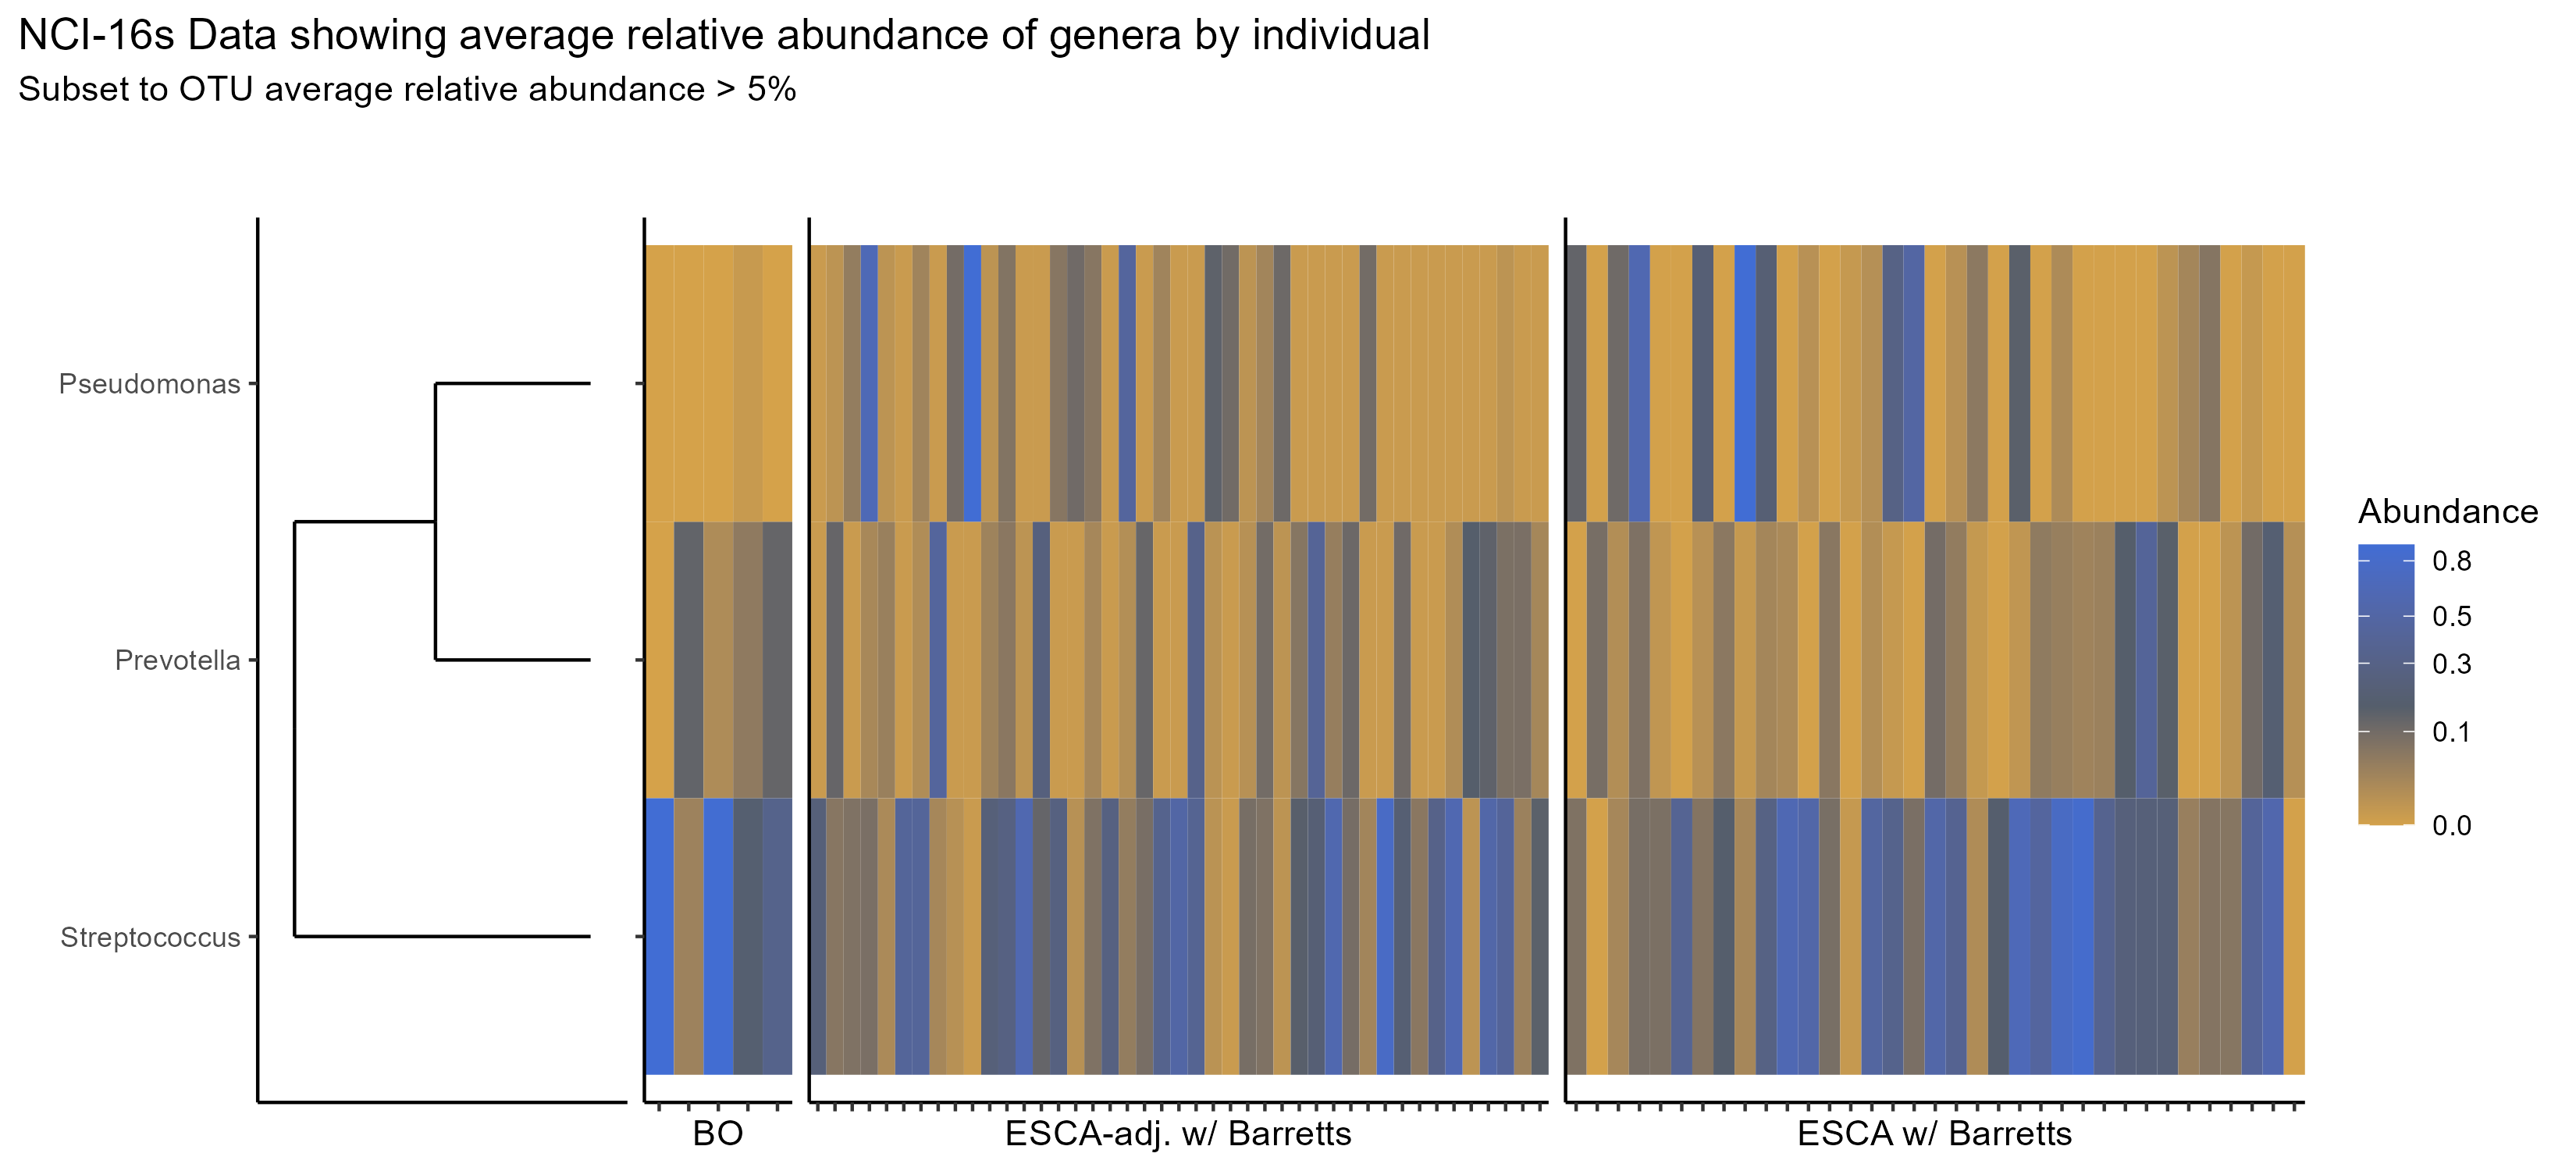 NCI-16s Data showing average relative abundance of genera by individual
Subset to OTU average relative abundance > 5%
Pseudomonas
Prevotella
Streptococcus
BO
ESCA-adj. w/ Barretts
ESCA w/ Barretts
Abundance
0.8
0.5
0.3
0.1
0.0